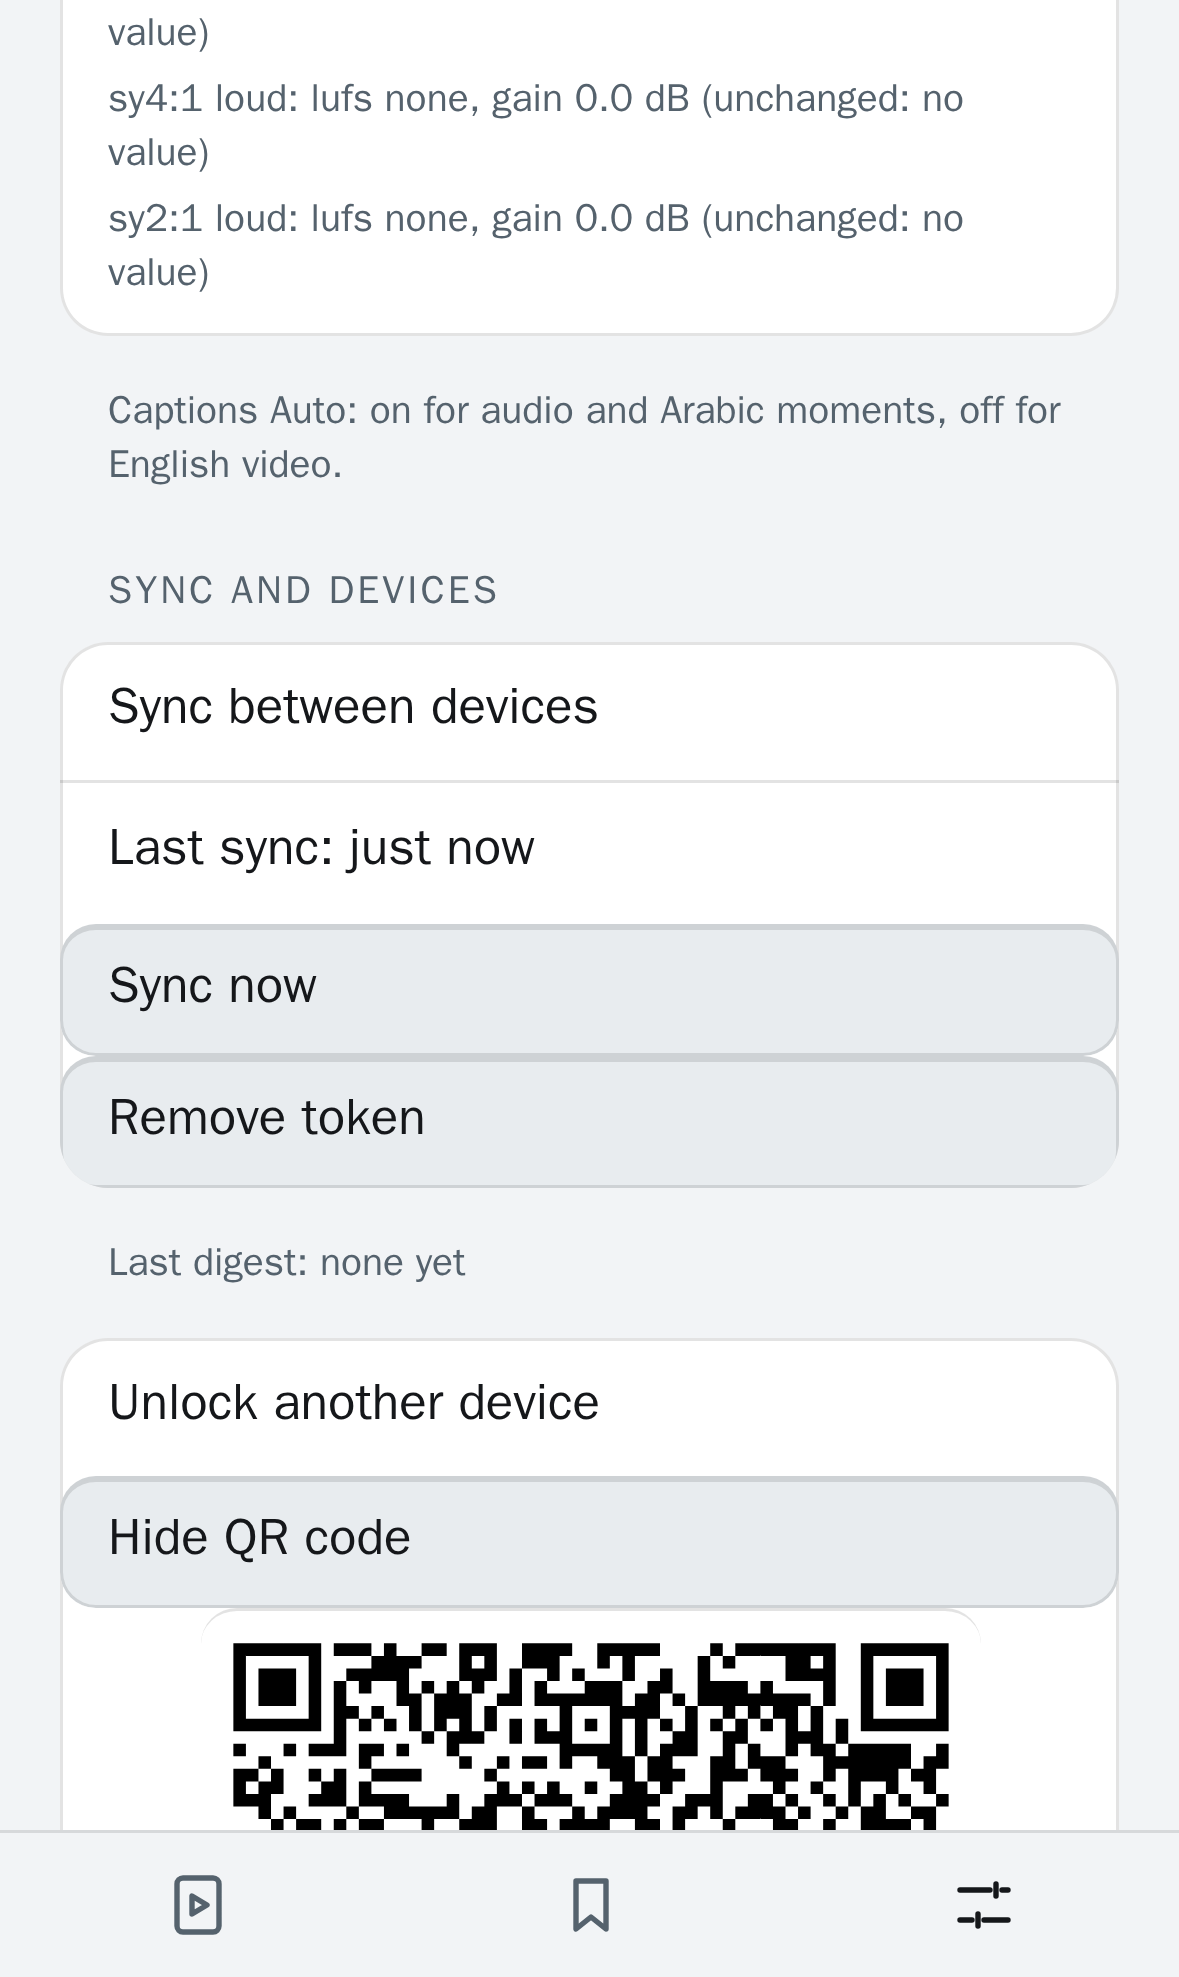 value)
sy4:1 loud: lufs none, gain 0.0 dB (unchanged: no
value)
sy2:1 loud: lufs none, gain 0.0 dB (unchanged: no
value)
Captions Auto: on for audio and Arabic moments, off for
English video.
SYNC AND DEVICES
Sync between devices
Last sync: just now
Sync now
Remove token
Last digest: none yet
Unlock another device
Hide QR code